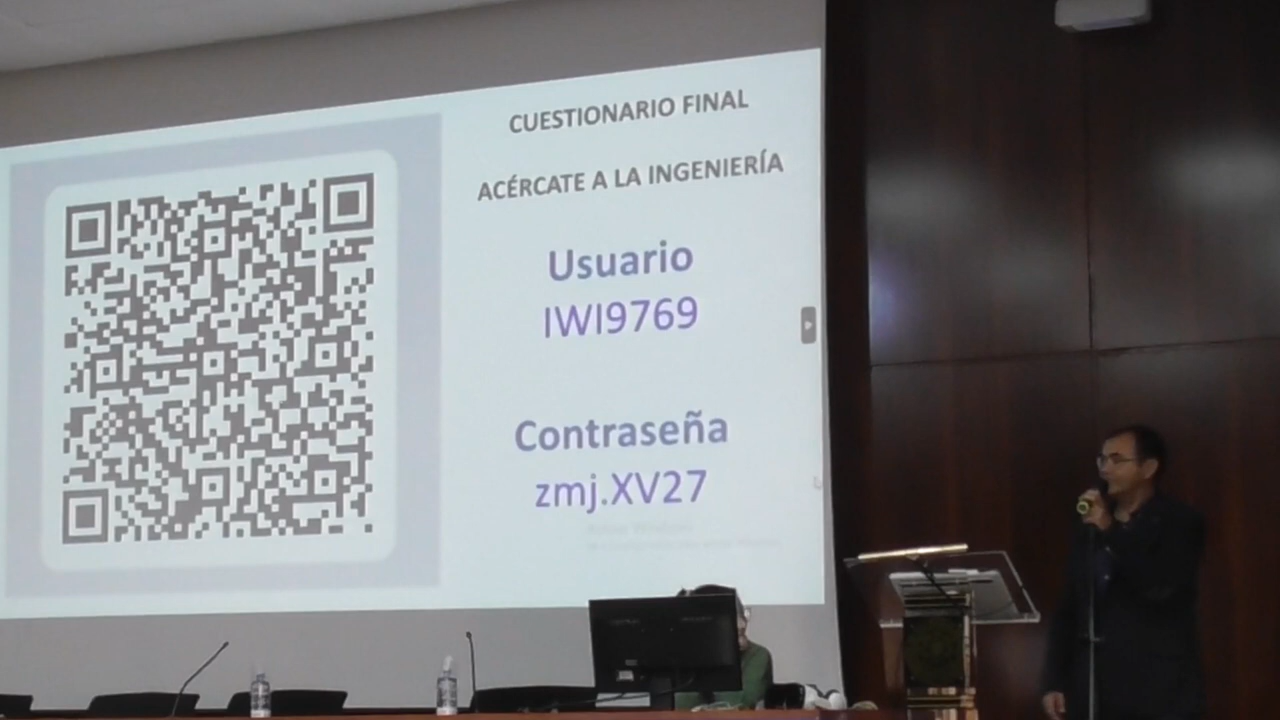 CUESTIONARIO FINAL
ACÉRCATE A LA INGENIERÍA
Usuario
IWI9769
Contraseña
zmj.XV27